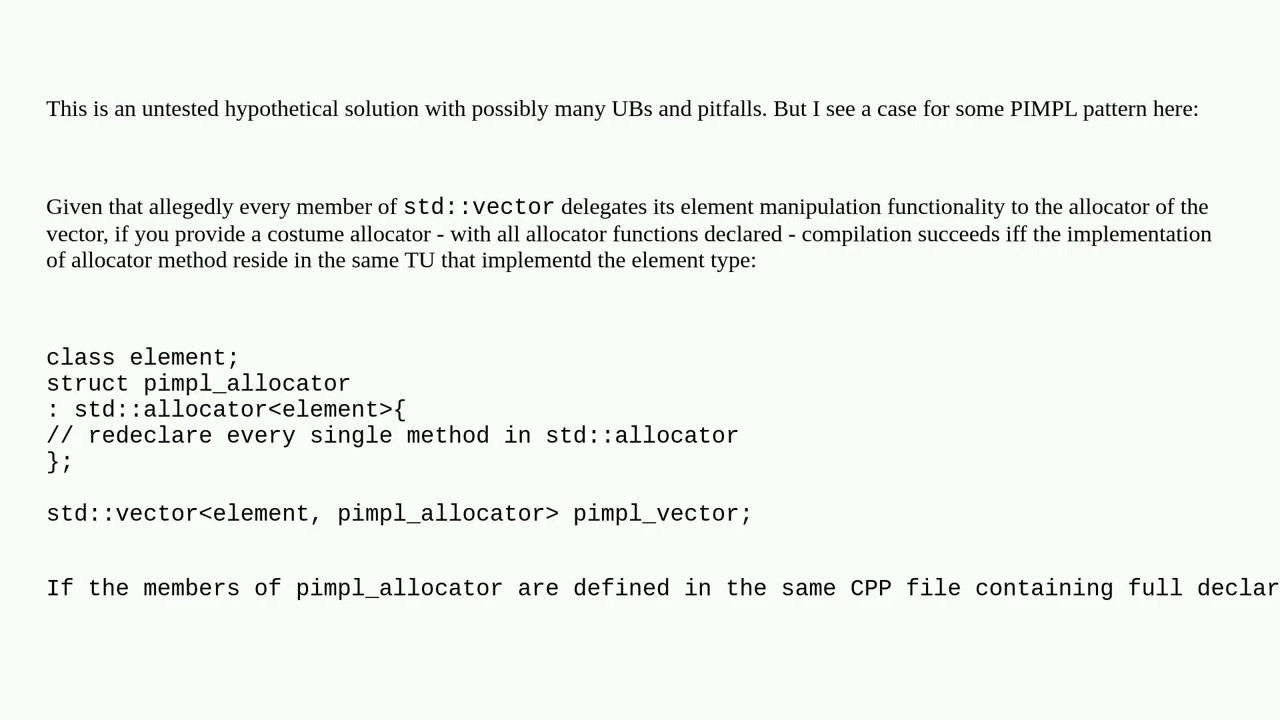 This is an untested hypothetical solution with possibly many UBs and pitfalls. But I see a case for some PIMPL pattern here:
Given that allegedly every member of std::vector delegates its element manipulation functionality to the allocator of the
vector, if you provide a costume allocator - with all allocator functions declared - compilation succeeds iff the implementation
of allocator method reside in the same TU that implementd the element type:
class element;
struct pimpl_allocator
: std::allocator<element>{
// redeclare every single method in std::allocator
};
std::vector<element, pimpl_allocator> pimpl_vector;
If the members of pimpl_allocator are defined in the same CPP file containing full declar